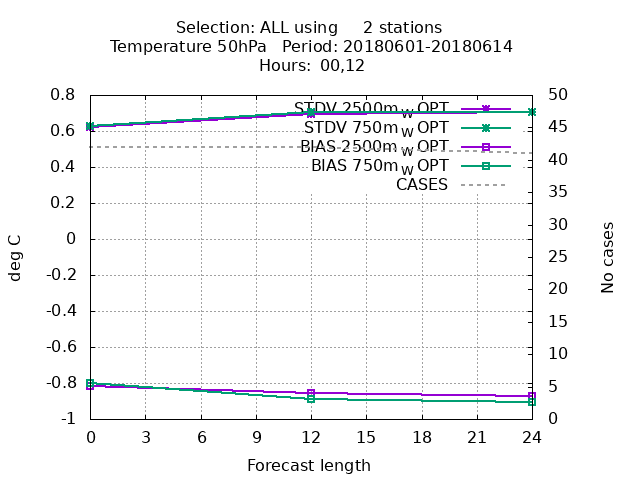 Selection: ALL using 2 stations
Temperature 50hPa Period: 20180601-20180614
Hours: 00,12
0.8
0.6
0.4
0.2
0
-0.2
-0.4
-0.6
-0.8
-1
deg C
STDV 2500m_W OPT
STDV 750m_W OPT
BIAS 2500m_W OPT
BIAS 750m_W OPT
CASES
50
45
40
35
30
25
20
15
10
5
0
No cases
0 3 6 9 12 15 18 21 24
Forecast length